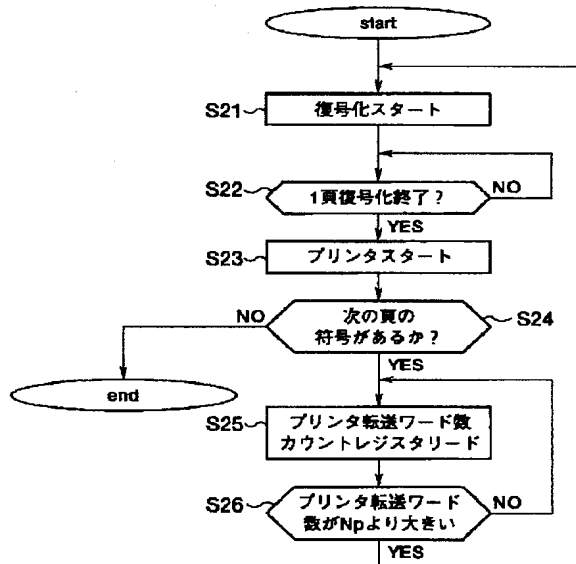 start
S21
復号化スタート
S22
1頁復号化終了？
NO
YES
S23
プリンタスタート
NO
次の頁の
符号があるか？
S24
YES
end
S25
プリンタ転送ワード数
カウントレジスタリード
S26
プリンタ転送ワード
数がNpより大きい
NO
YES